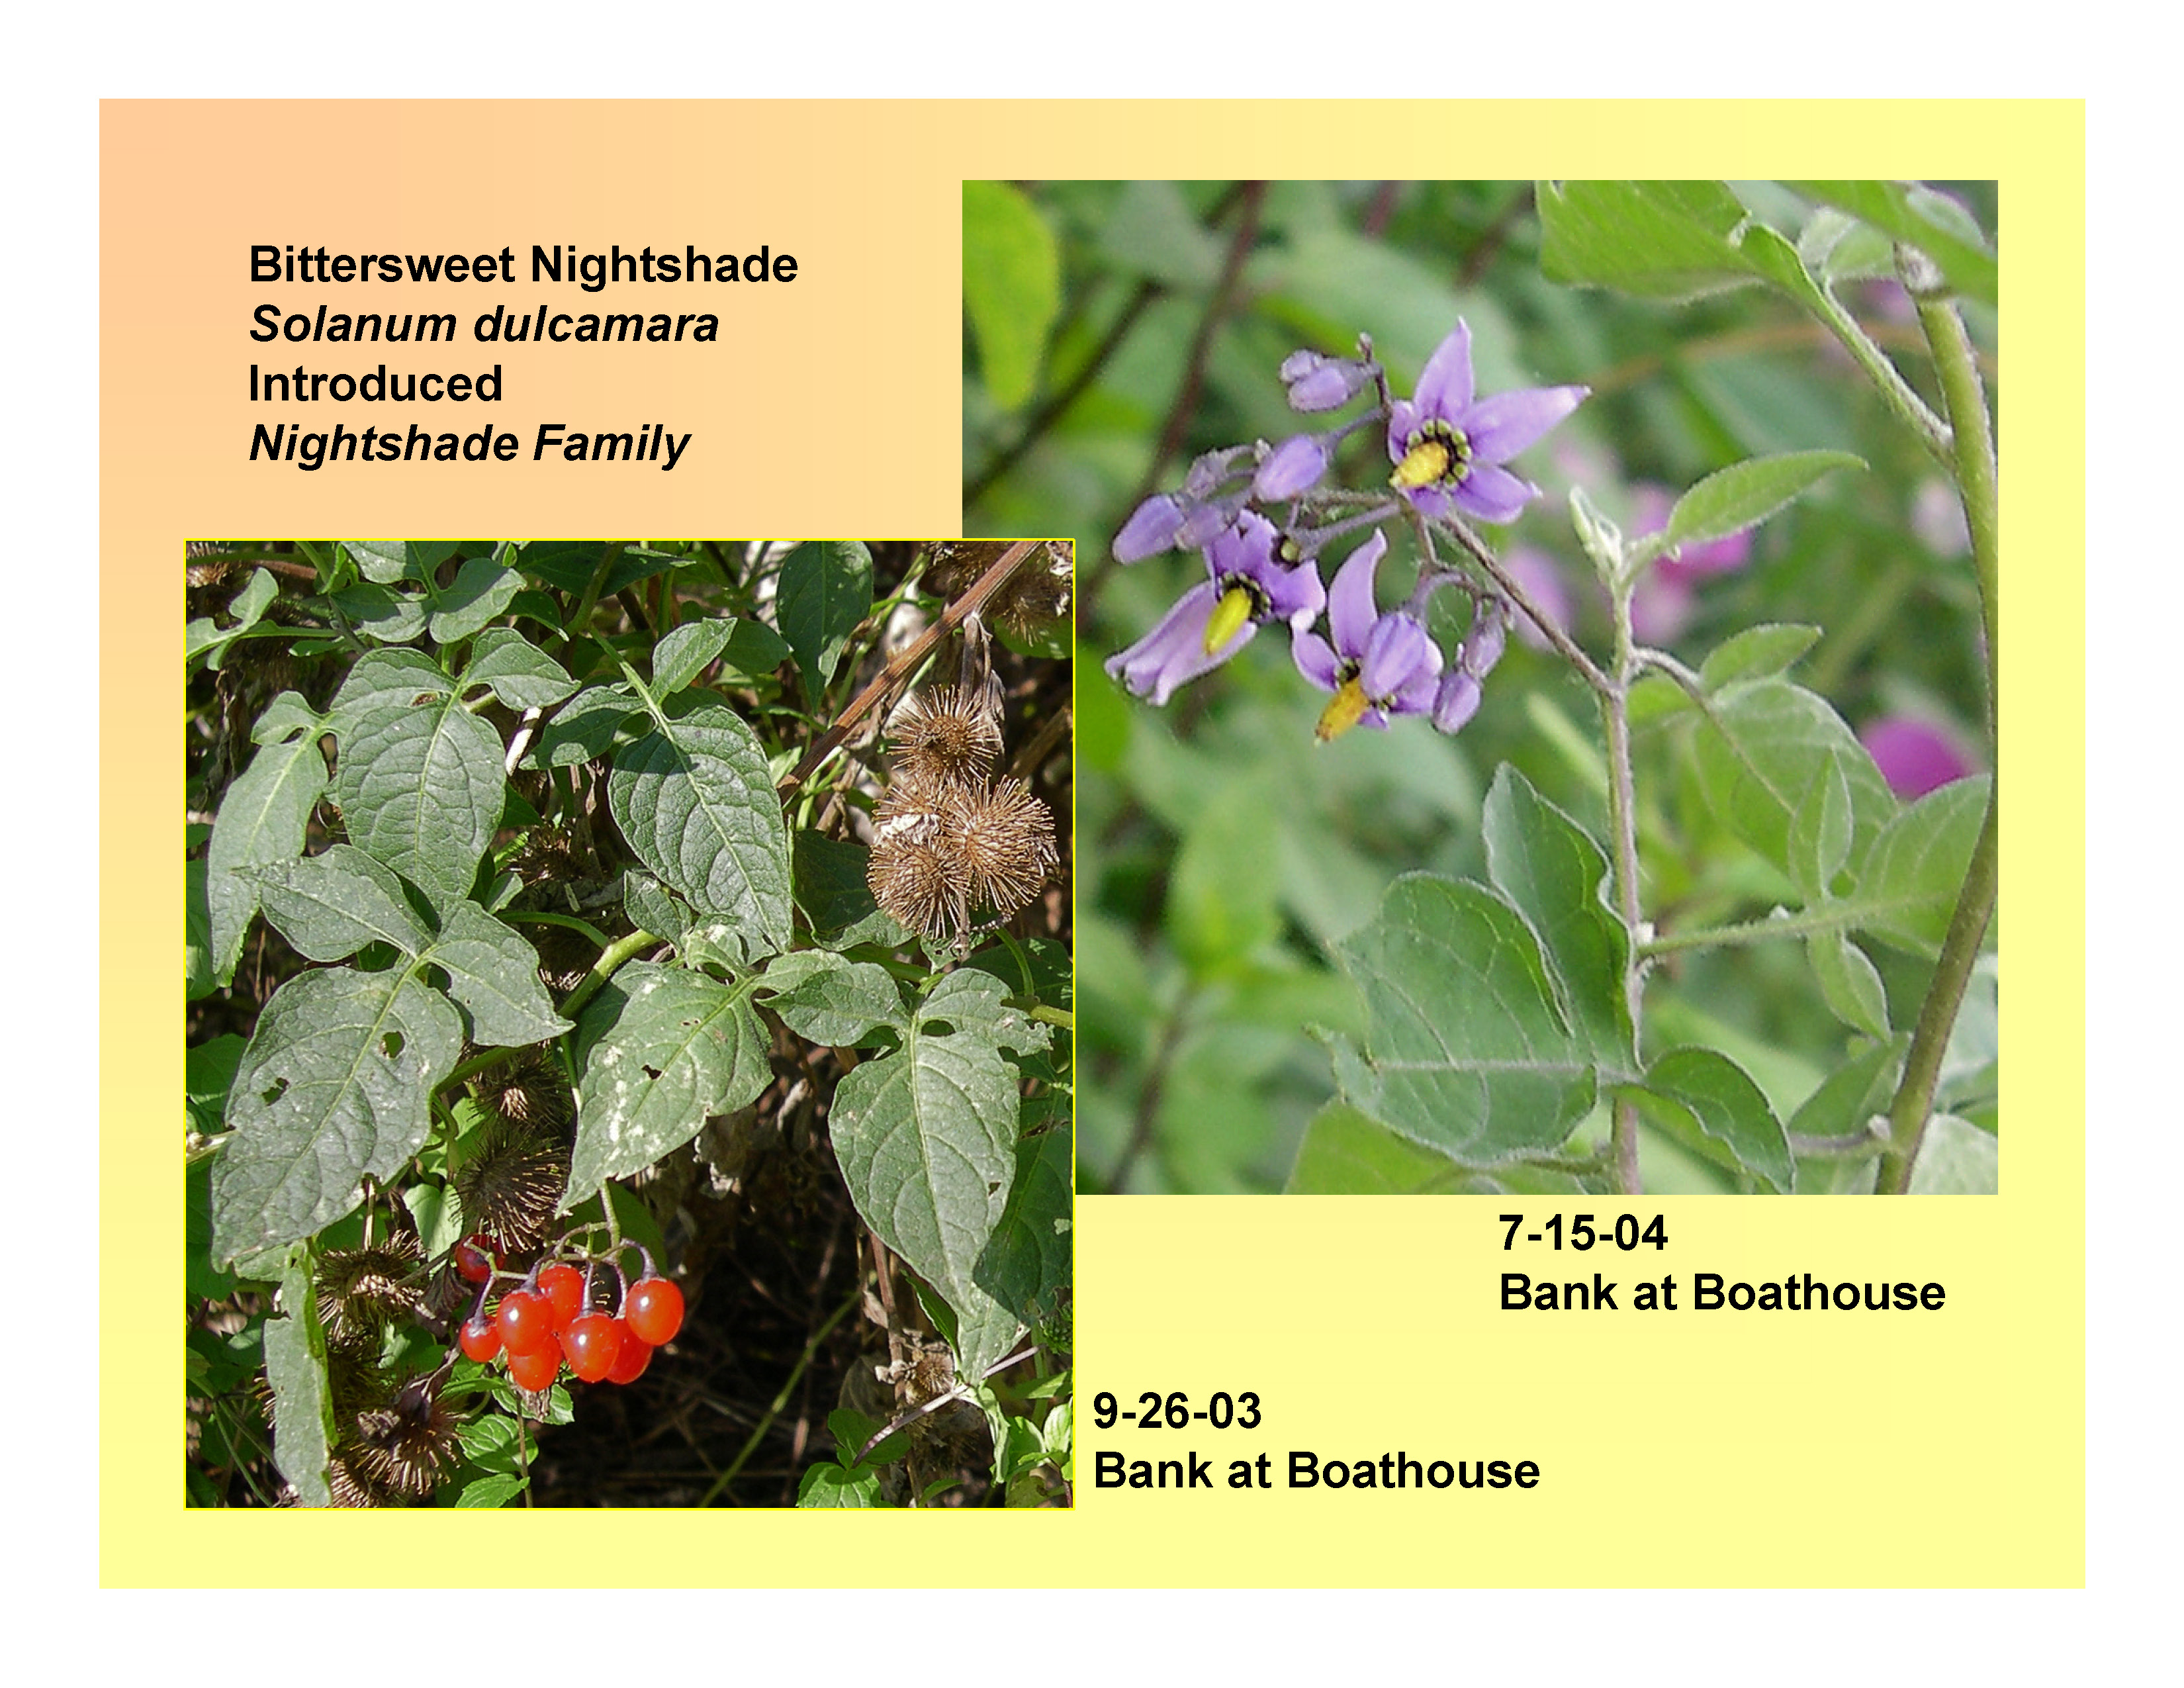 Bittersweet Nightshade
Solanum dulcamara
Introduced
Nightshade Family
7-15-04
Bank at Boathouse
9-26-03
Bank at Boathouse